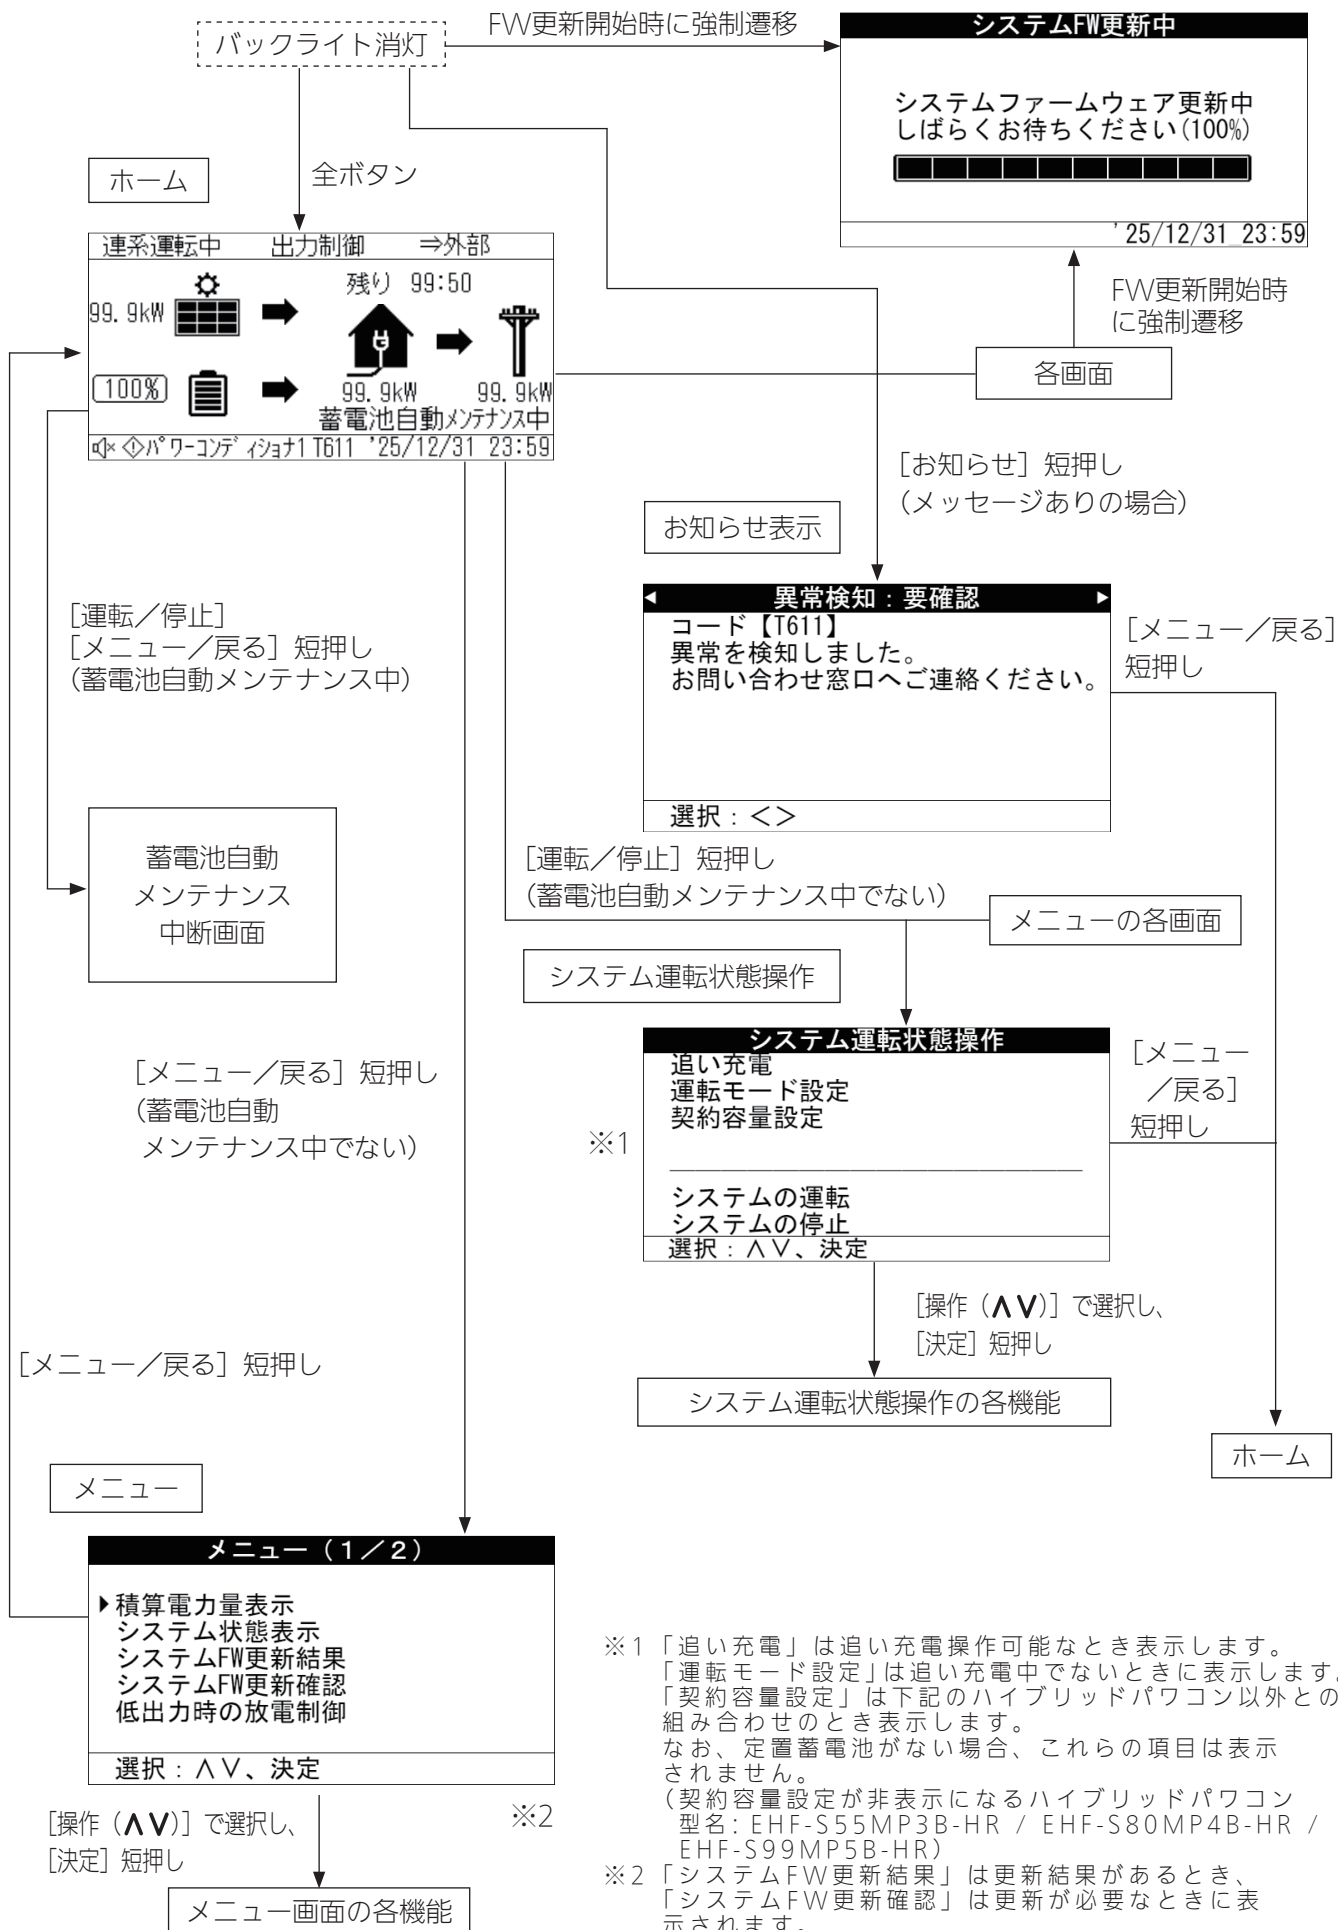 バックライト消灯
FW更新開始時に強制遷移
システムFW更新中
システムファームウェア更新中
しばらくお待ちください(100%)
'25/12/31 23:59
ホーム
全ボタン
連系運転中 出力制御 ⇒外部
残り 99:50
99.9kW
100%
99.9kW 99.9kW
蓄電池自動メンテナンス中
パワーコンディショナ1 T611 '25/12/31 23:59
FW更新開始時
に強制遷移
各画面
[お知らせ] 短押し
(メッセージありの場合)
お知らせ表示
異常検知：要確認
コード【T611】
異常を検知しました。
お問い合わせ窓口へご連絡ください。
選択：＜＞
[メニュー／戻る]
短押し
[運転／停止]
[メニュー／戻る] 短押し
(蓄電池自動メンテナンス中)
蓄電池自動
メンテナンス
中断画面
[運転／停止] 短押し
(蓄電池自動メンテナンス中でない)
メニューの各画面
システム運転状態操作
システム運転状態操作
追い充電
運転モード設定
契約容量設定
※1
システムの運転
システムの停止
選択：∧∨、決定
[メニュー
／戻る]
短押し
[メニュー／戻る] 短押し
(蓄電池自動
メンテナンス中でない)
[操作 (∧∨)] で選択し、
[決定] 短押し
システム運転状態操作の各機能
ホーム
[メニュー／戻る] 短押し
メニュー
メニュー（１／２）
▶積算電力量表示
システム状態表示
システムFW更新結果
システムFW更新確認
低出力時の放電制御
選択：∧∨、決定
※2
[操作 (∧∨)] で選択し、
[決定] 短押し
メニュー画面の各機能
※1「追い充電」は追い充電操作可能なとき表示します。
「運転モード設定」は追い充電中でないときに表示します。
「契約容量設定」は下記のハイブリッドパワコン以外との
組み合わせのとき表示します。
なお、定置蓄電池がない場合、これらの項目は表示
されません。
(契約容量設定が非表示になるハイブリッドパワコン
型名：EHF-S55MP3B-HR / EHF-S80MP4B-HR /
EHF-S99MP5B-HR)
※2「システムFW更新結果」は更新結果があるとき、
「システムFW更新確認」は更新が必要なときに表
示されます。